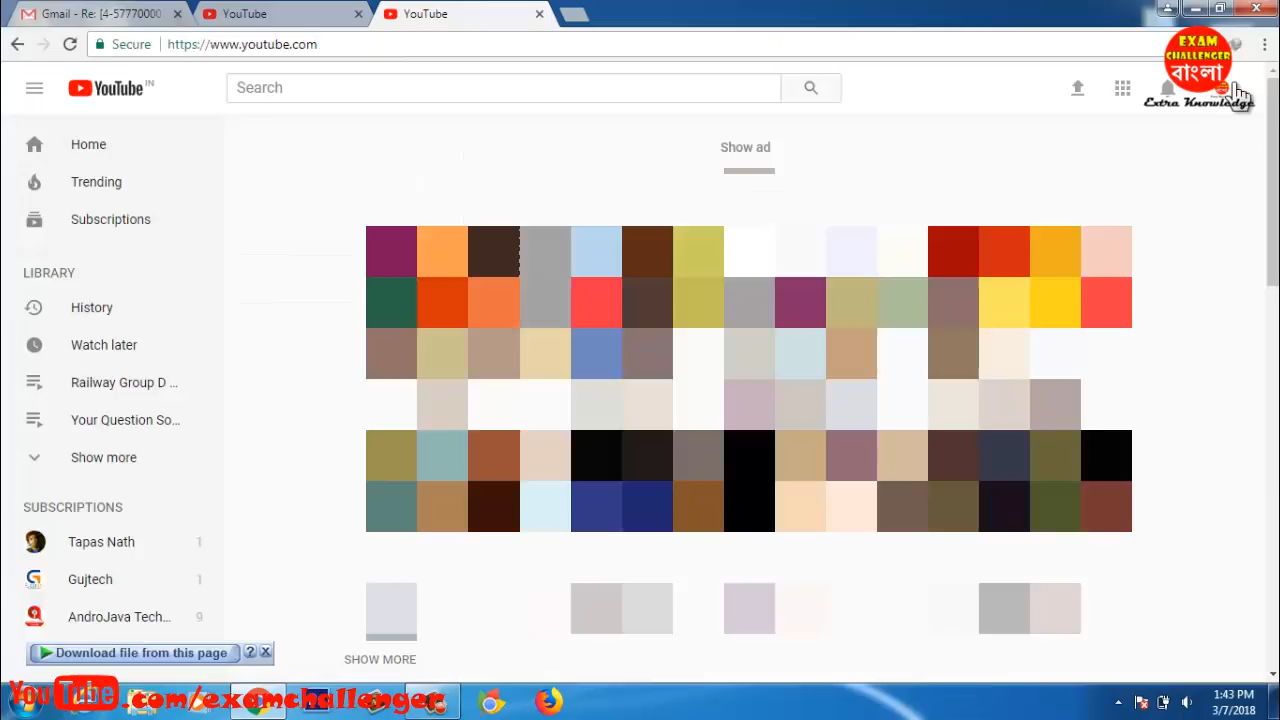 Gmail - Re: [4-57770000
YouTube
YouTube
Secure
https://www.youtube.com
EXAM
CHALLENGER
বাংলা
Extra Knowledge
YouTube IN
Search
Home
Show ad
Trending
Subscriptions
LIBRARY
History
Watch later
Railway Group D ...
Your Question So...
Show more
SUBSCRIPTIONS
Tapas Nath 1
Gujtech 1
AndroJava Tech... 9
Download file from this page ? X
SHOW MORE
YouTube.com/examchallenger
1:43 PM
3/7/2018